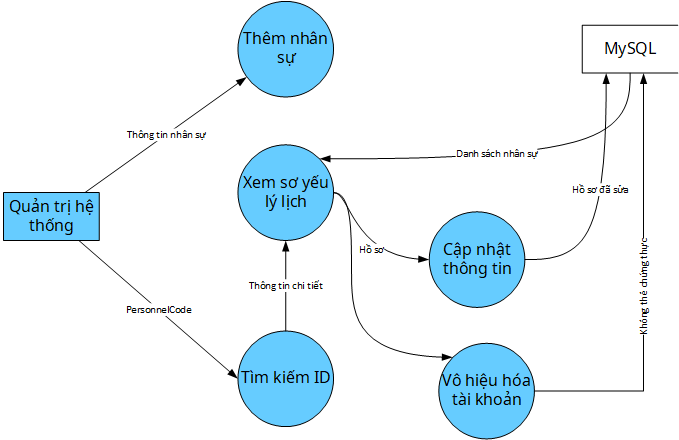 Thêm nhân
sự
MySQL
Thông tin nhân sự
Danh sách nhân sự
Xem sơ yếu
lý lịch
Hồ sơ đã sửa
Quản trị hệ
thống
Hồ sơ
Cập nhật
thông tin
Thông tin chi tiết
Không thể chứng thực
PersonnelCode
Tìm kiếm ID
Vô hiệu hóa
tài khoản